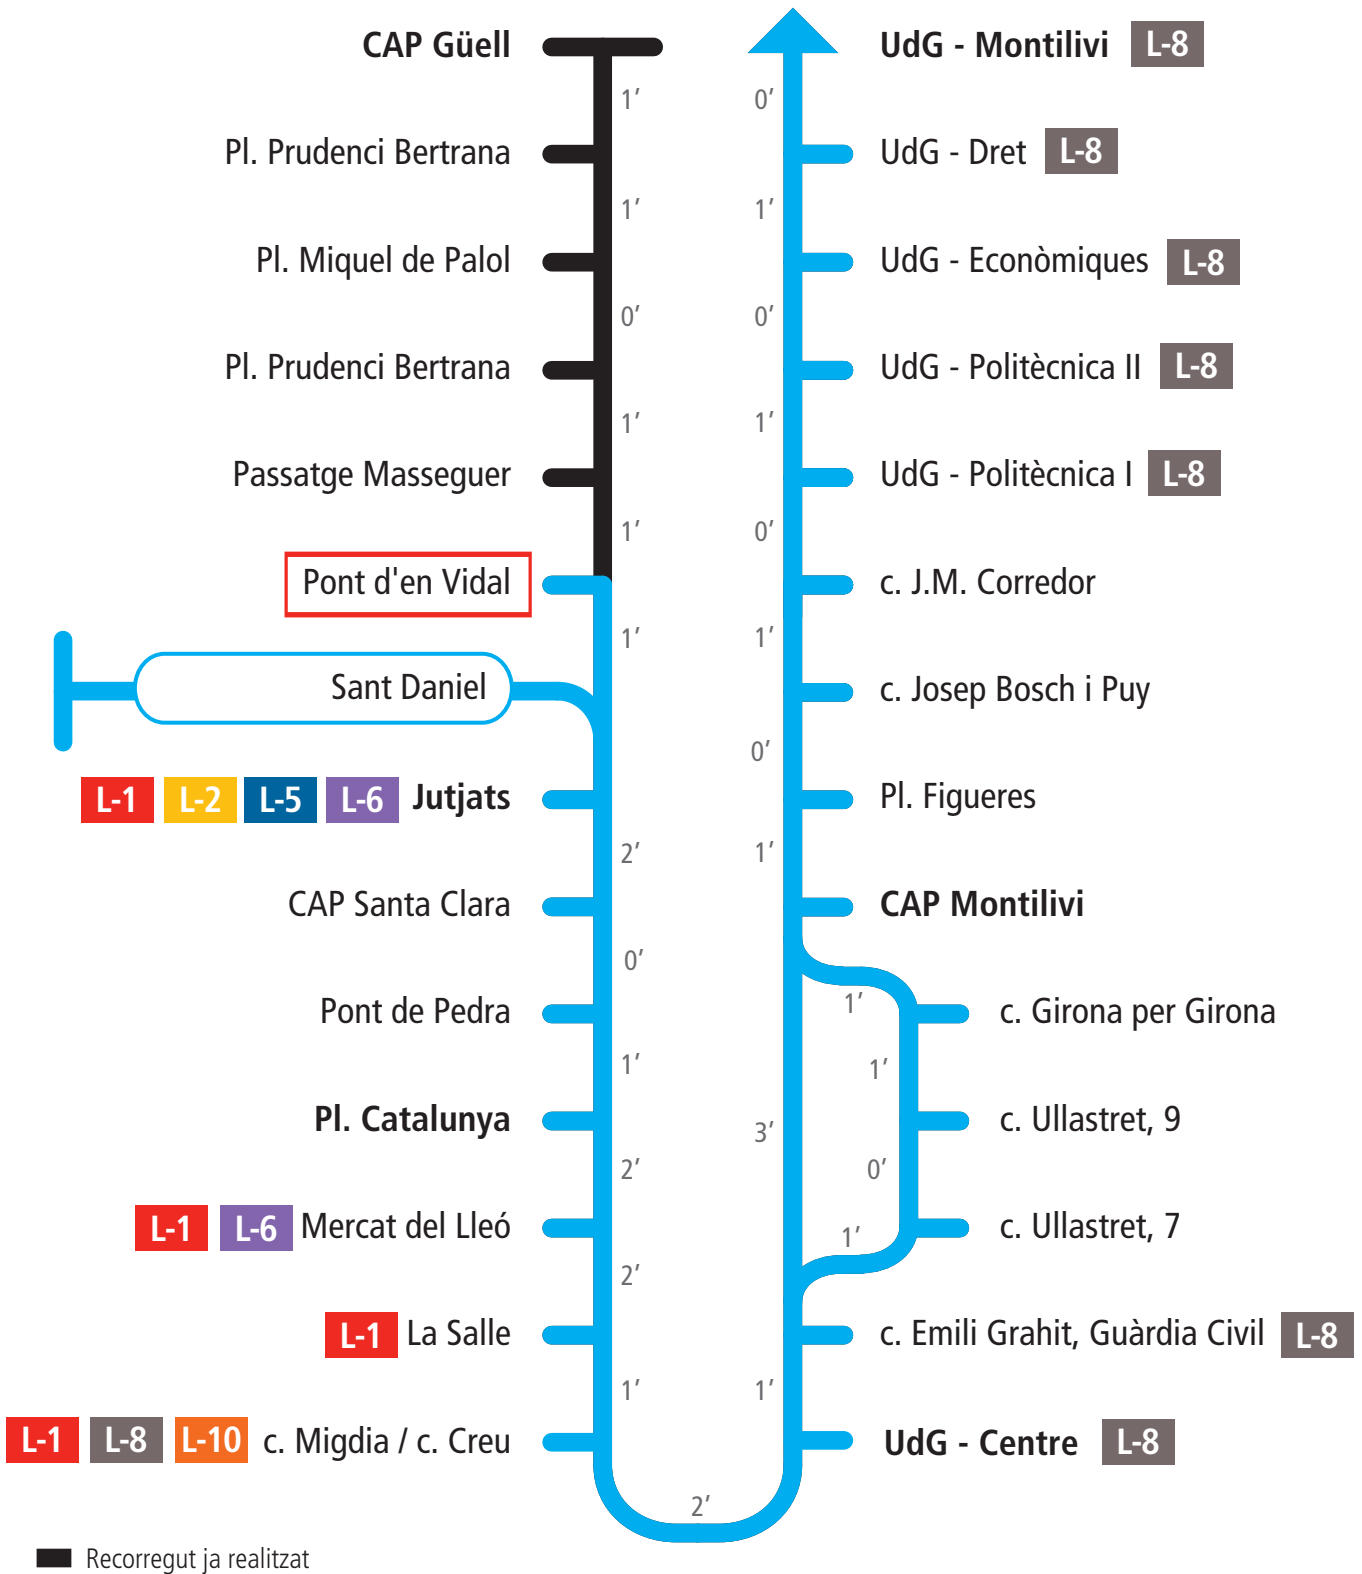 CAP Güell
1’
Pl. Prudenci Bertrana
1’
Pl. Miquel de Palol
0’
Pl. Prudenci Bertrana
1’
Passatge Masseguer
1’
Pont d'en Vidal
1’
Sant Daniel
L-1 L-2 L-5 L-6 Jutjats
2’
CAP Santa Clara
0’
Pont de Pedra
1’
Pl. Catalunya
2’
L-1 L-6 Mercat del Lleó
2’
L-1 La Salle
1’
L-1 L-8 L-10 c. Migdia / c. Creu
2’
UdG - Montilivi L-8
0’
UdG - Dret L-8
1’
UdG - Econòmiques L-8
0’
UdG - Politècnica II L-8
1’
UdG - Politècnica I L-8
0’
c. J.M. Corredor
1’
c. Josep Bosch i Puy
0’
Pl. Figueres
1’
CAP Montilivi
1’
c. Girona per Girona
1’
c. Ullastret, 9
3’
0’
c. Ullastret, 7
1’
c. Emili Grahit, Guàrdia Civil L-8
1’
UdG - Centre L-8
Recorregut ja realitzat